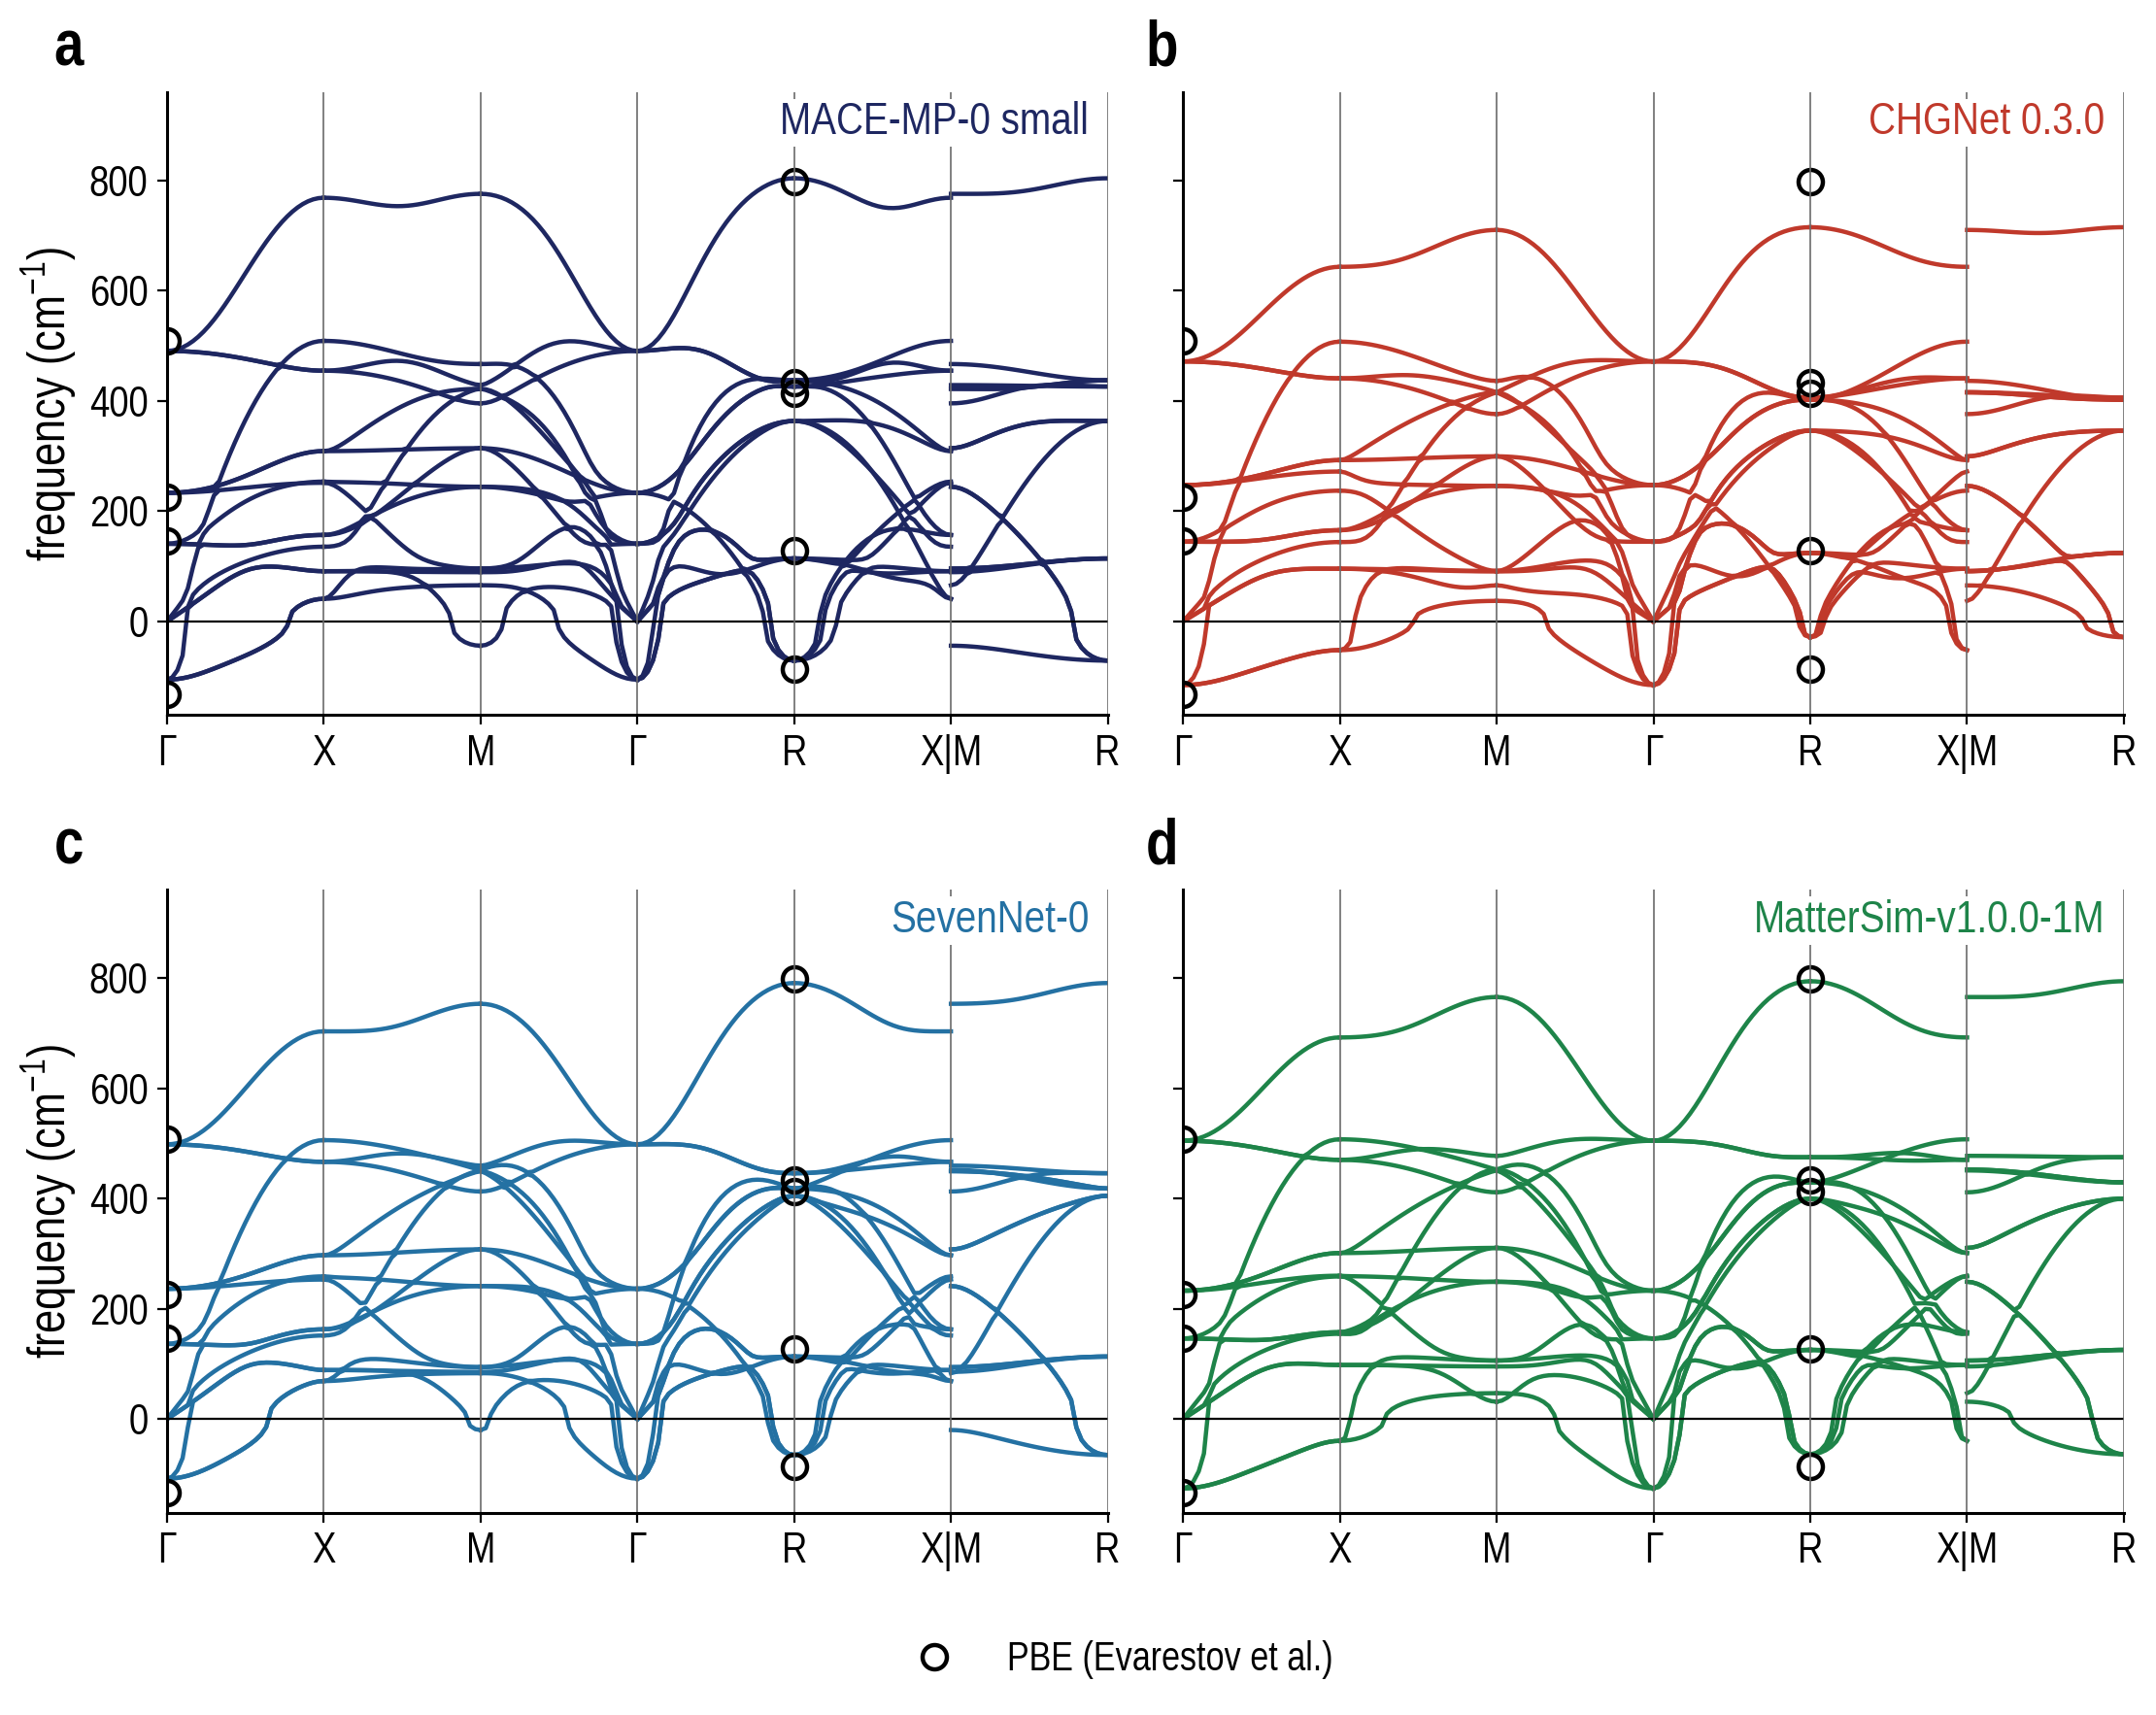 a
b
MACE-MP-0 small
CHGNet 0.3.0
frequency (cm⁻¹)
800
600
400
200
0
Γ X M Γ R X|M R
Γ X M Γ R X|M R
c
d
SevenNet-0
MatterSim-v1.0.0-1M
frequency (cm⁻¹)
800
600
400
200
0
Γ X M Γ R X|M R
Γ X M Γ R X|M R
PBE (Evarestov et al.)